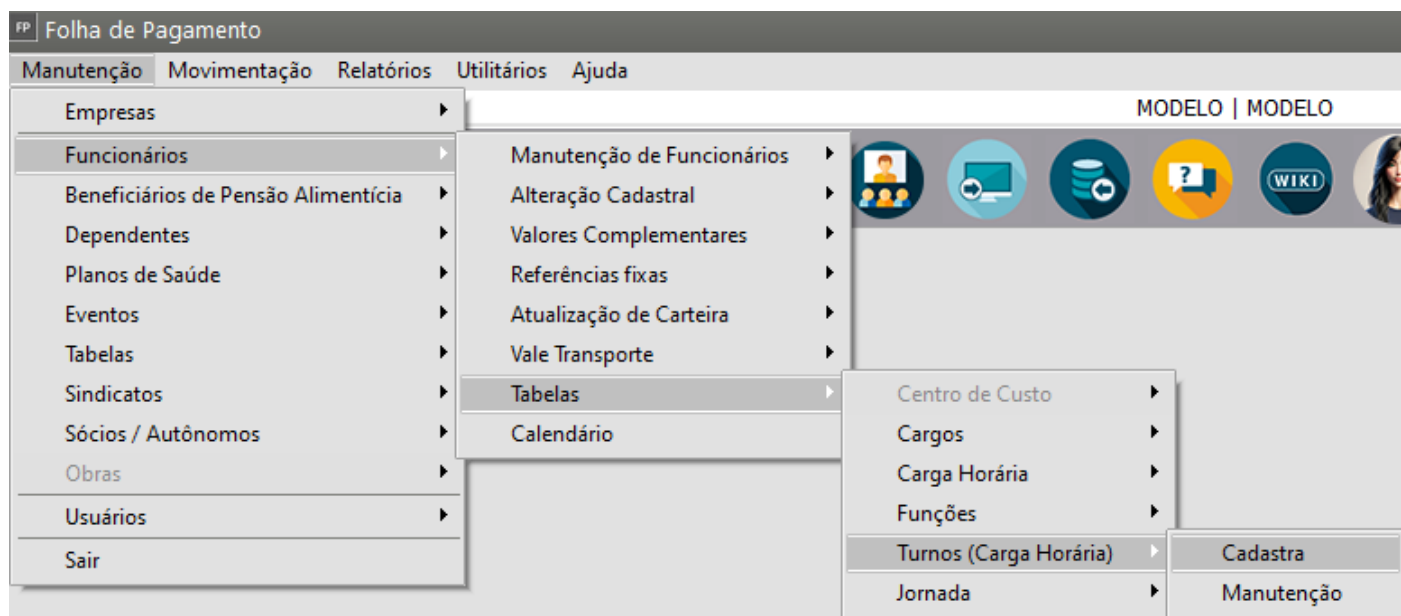 FP Folha de Pagamento
Manutenção Movimentação Relatórios Utilitários Ajuda
MODELO | MODELO
Empresas
Funcionários
Beneficiários de Pensão Alimentícia
Dependentes
Planos de Saúde
Eventos
Tabelas
Sindicatos
Sócios / Autônomos
Obras
Usuários
Sair
Manutenção de Funcionários
Alteração Cadastral
Valores Complementares
Referências fixas
Atualização de Carteira
Vale Transporte
Tabelas
Calendário
?
WIKI
Centro de Custo
Cargos
Carga Horária
Funções
Turnos (Carga Horária)
Jornada
Cadastra
Manutenção